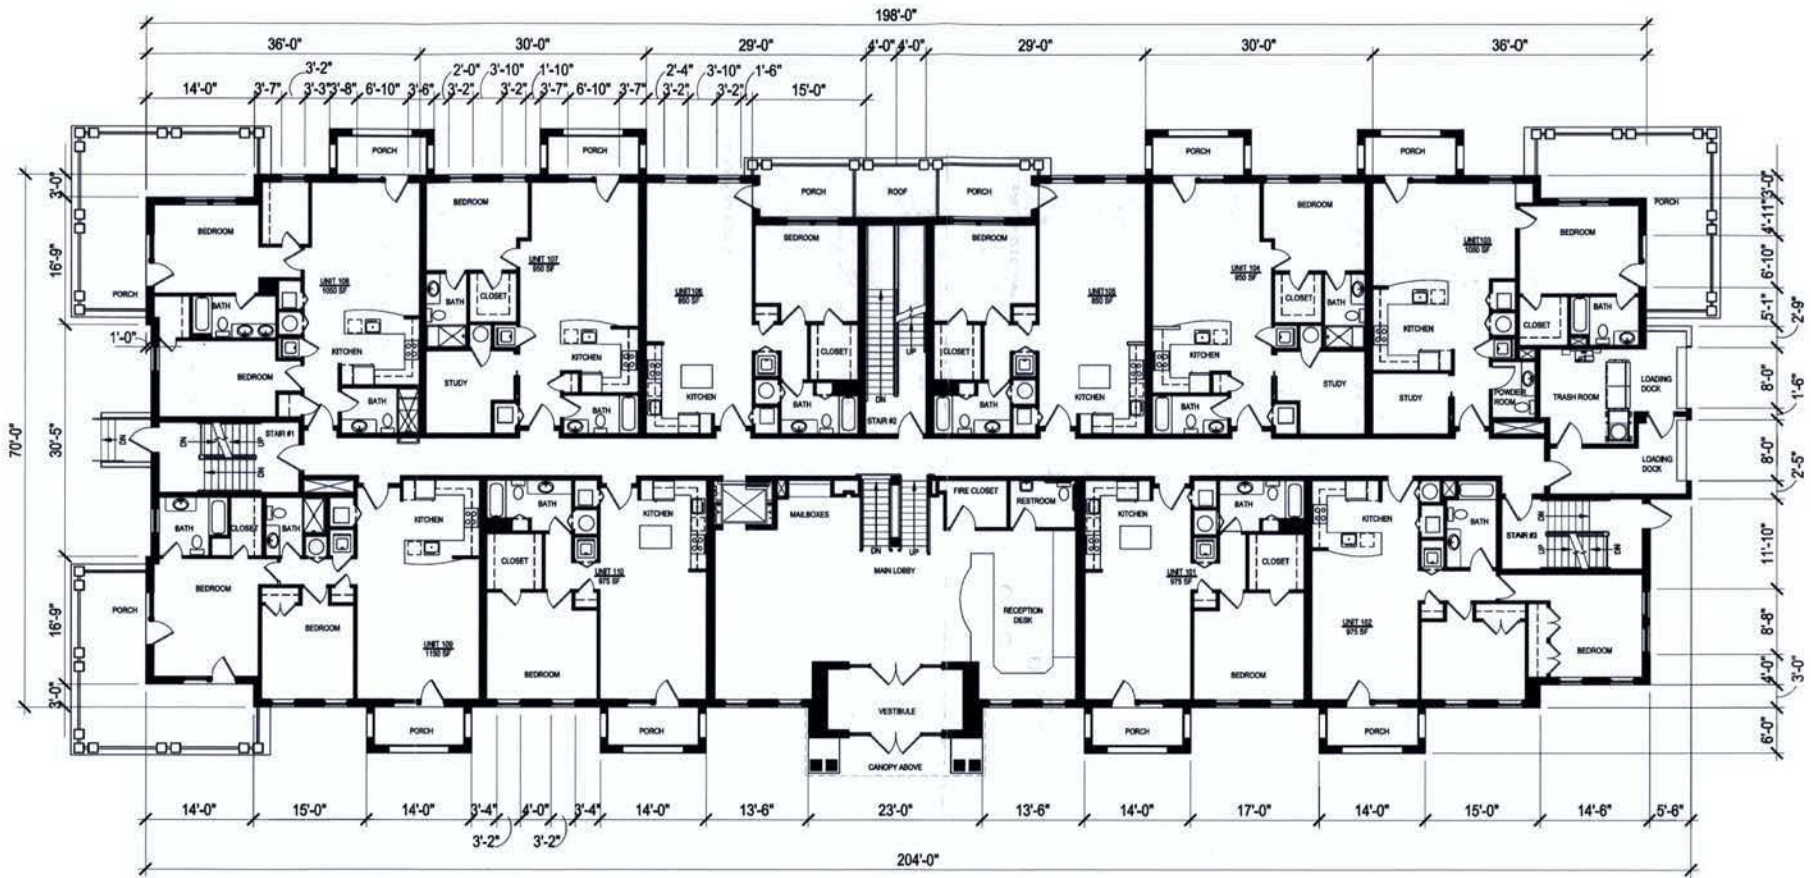 198'-0"
36'-0" 30'-0" 29'-0" 4'-0" 4'-0" 29'-0" 30'-0" 36'-0"
3'-2" 2'-0" 3'-10" 1'-10" 2'-4" 3'-10" 1'-6"
14'-0" 3'-7" 3'-3" 3'-8" 6'-10" 3'-6" 3'-2" 3'-2" 3'-7" 6'-10" 3'-7" 3'-2" 3'-2" 15'-0"
PORCH PORCH PORCH PORCH
PORCH ROOF PORCH
3'-0" 3'-0"
BEDROOM BEDROOM PORCH
4'-11"
BEDROOM BEDROOM BEDROOM BEDROOM
UNIT 107
950 SF
UNIT 103
1050 SF
16'-9" 6'-10"
UNIT 104
950 SF
UNIT 106
850 SF
UNIT 105
850 SF
PORCH
BATH BATH CLOSET CLOSET BATH BATH
5'-1" 2'-9"
1'-0"
KITCHEN KITCHEN CLOSET CLOSET KITCHEN KITCHEN CLOSET
BEDROOM STUDY UP STUDY
KITCHEN KITCHEN
LOADING
DOCK
8'-0" 1'-6"
BATH BATH BATH BATH BATH
STUDY
POWDER
ROOM
TRASH ROOM
DN
STAIR #2
70'-0"
30'-5"
DN
STAIR #1
DN UP
DN
LOADING
DOCK
8'-0" 2'-5"
FIRE CLOSET RESTROOM
BATH CLOSET BATH KITCHEN BATH KITCHEN MAILBOXES KITCHEN BATH KITCHEN BATH
STAIR #3
DN
UP DN
11'-10"
DN UP
CLOSET CLOSET
MAIN LOBBY
UNIT 110
975 SF
UNIT 101
975 SF
BEDROOM
PORCH
16'-9"
RECEPTION
DESK
8'-8"
BEDROOM
UNIT 109
1150 SF
UNIT 102
975 SF
BEDROOM
BEDROOM BEDROOM
4'-0" 3'-0"
3'-0"
VESTIBULE
PORCH PORCH PORCH PORCH
6'-0"
CANOPY ABOVE
14'-0" 15'-0" 14'-0" 3'-4" 4'-0" 3'-4" 14'-0" 13'-6" 23'-0" 13'-6" 14'-0" 17'-0" 14'-0" 15'-0" 14'-6" 5'-6"
3'-2" 3'-2"
204'-0"